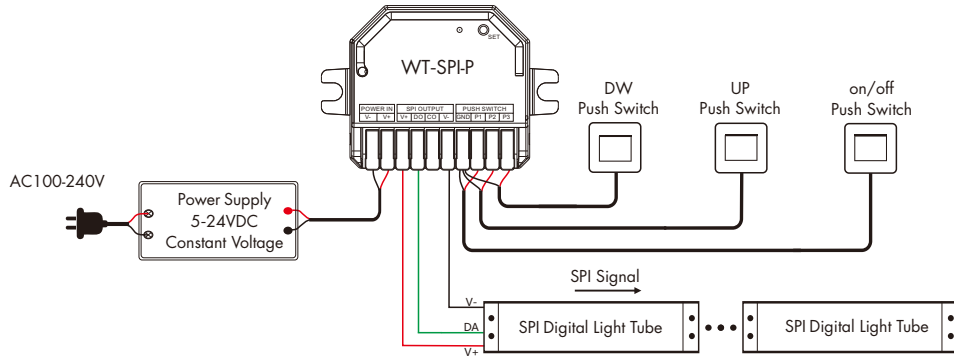 SET
WT-SPI-P
POWER IN SPI OUTPUT PUSH SWITCH
V- V+ V+ DO CO V- GND P1 P2 P3
DW
Push Switch
UP
Push Switch
on/off
Push Switch
AC100-240V
Power Supply
5-24VDC
Constant Voltage
SPI Signal
V-
DA
V+
SPI Digital Light Tube
SPI Digital Light Tube